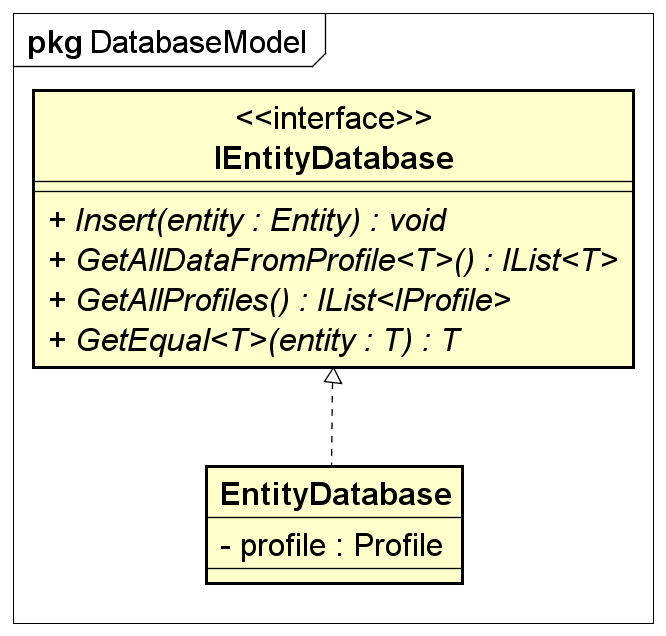 pkg DatabaseModel
<<interface>>
IEntityDatabase
+ Insert(entity : Entity) : void
+ GetAllDataFromProfile<T>() : IList<T>
+ GetAllProfiles() : IList<IProfile>
+ GetEqual<T>(entity : T) : T
EntityDatabase
- profile : Profile